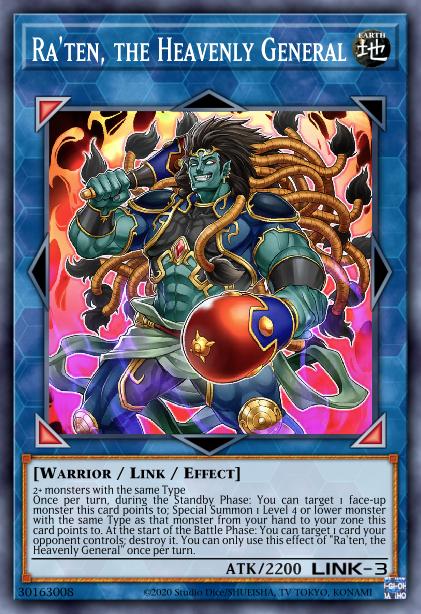 Ra'ten, the Heavenly General
EARTH
地
[Warrior / Link / Effect]
2+ monsters with the same Type
Once per turn, during the Sandby Phase: You can target 1 face-up
monster this card points to; Special Summon 1 Level 4 or lower monster
with the same Type as that monster from your hand to your zone this
card points to. At the start of the Battle Phase: You can target 1 card your
opponent controls; destroy it. You can only use this effect of "Ra'ten, the
Heavenly General" once per turn.
ATK/2200 LINK-3
30163008 ©2020 Studio Dice/SHUEISHA, TV TOKYO, KONAMI